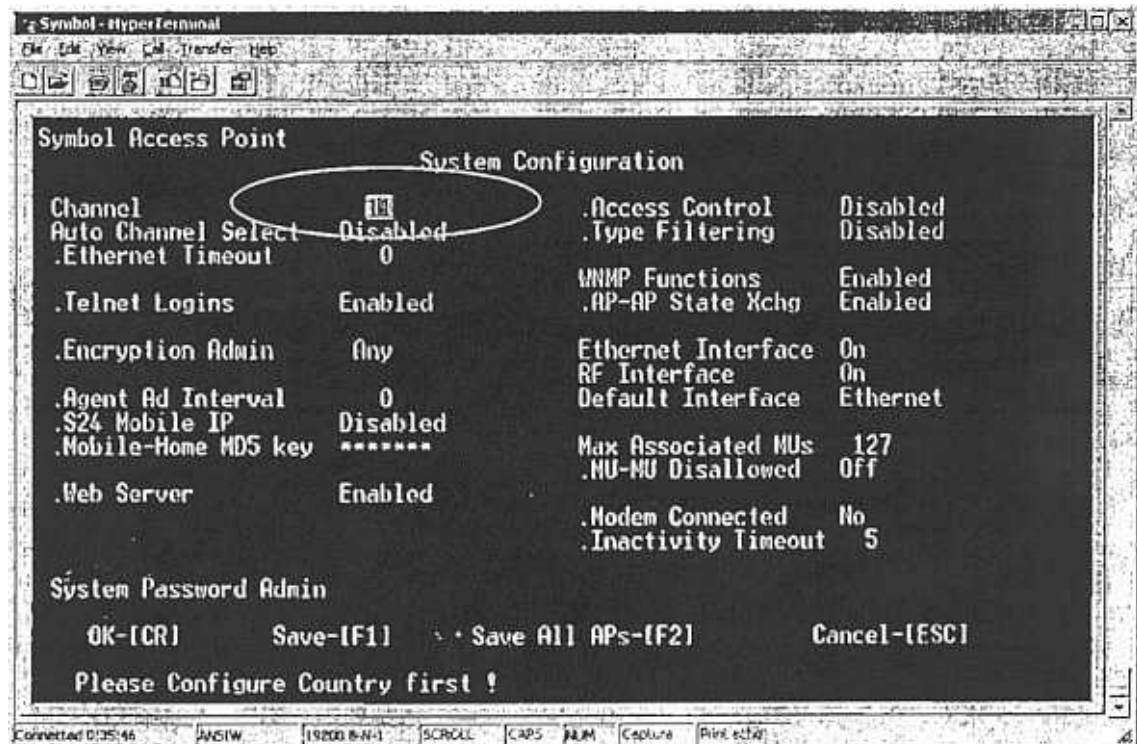 Symbol - HyperTerminal
File Edit View Call Transfer Help
Symbol Access Point
System Configuration
Channel 11 .Access Control Disabled
Auto Channel Select Disabled .Type Filtering Disabled
.Ethernet Timeout 0
WNMP Functions Enabled
.Telnet Logins Enabled .AP-AP State Xchg Enabled
.Encryption Admin Any Ethernet Interface On
RF Interface On
.Agent Ad Interval 0 Default Interface Ethernet
.S24 Mobile IP Disabled
.Mobile-Home MD5 key ******* Max Associated MUs 127
.MU-MU Disallowed Off
.Web Server Enabled
.Modem Connected No
.Inactivity Timeout 5
System Password Admin
OK-[CR] Save-[F1] Save All APs-[F2] Cancel-[ESC]
Please Configure Country first !
Connected 0:35:46 ANSIW 19200 8-N-1 SCROLL CAPS NUM Capture Print echo